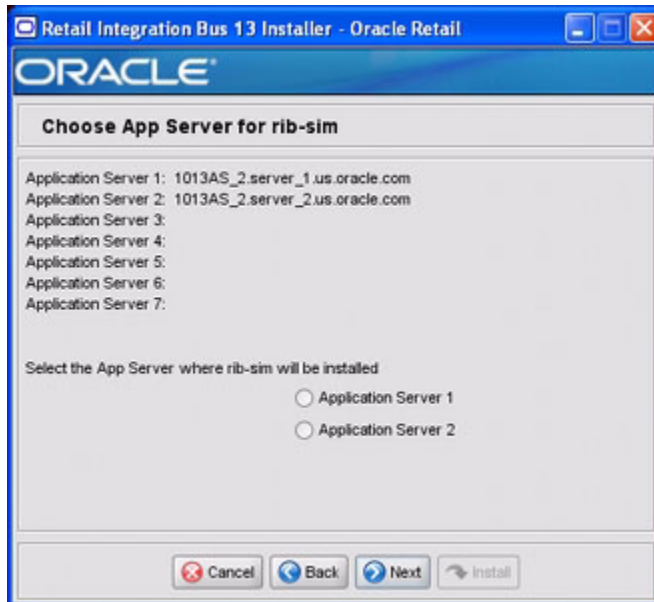 Retail Integration Bus 13 Installer - Oracle Retail
ORACLE
Choose App Server for rib-sim
Application Server 1: 1013AS_2.server_1.us.oracle.com
Application Server 2: 1013AS_2.server_2.us.oracle.com
Application Server 3:
Application Server 4:
Application Server 5:
Application Server 6:
Application Server 7:
Select the App Server where rib-sim will be installed
Application Server 1
Application Server 2
Cancel Back Next Install